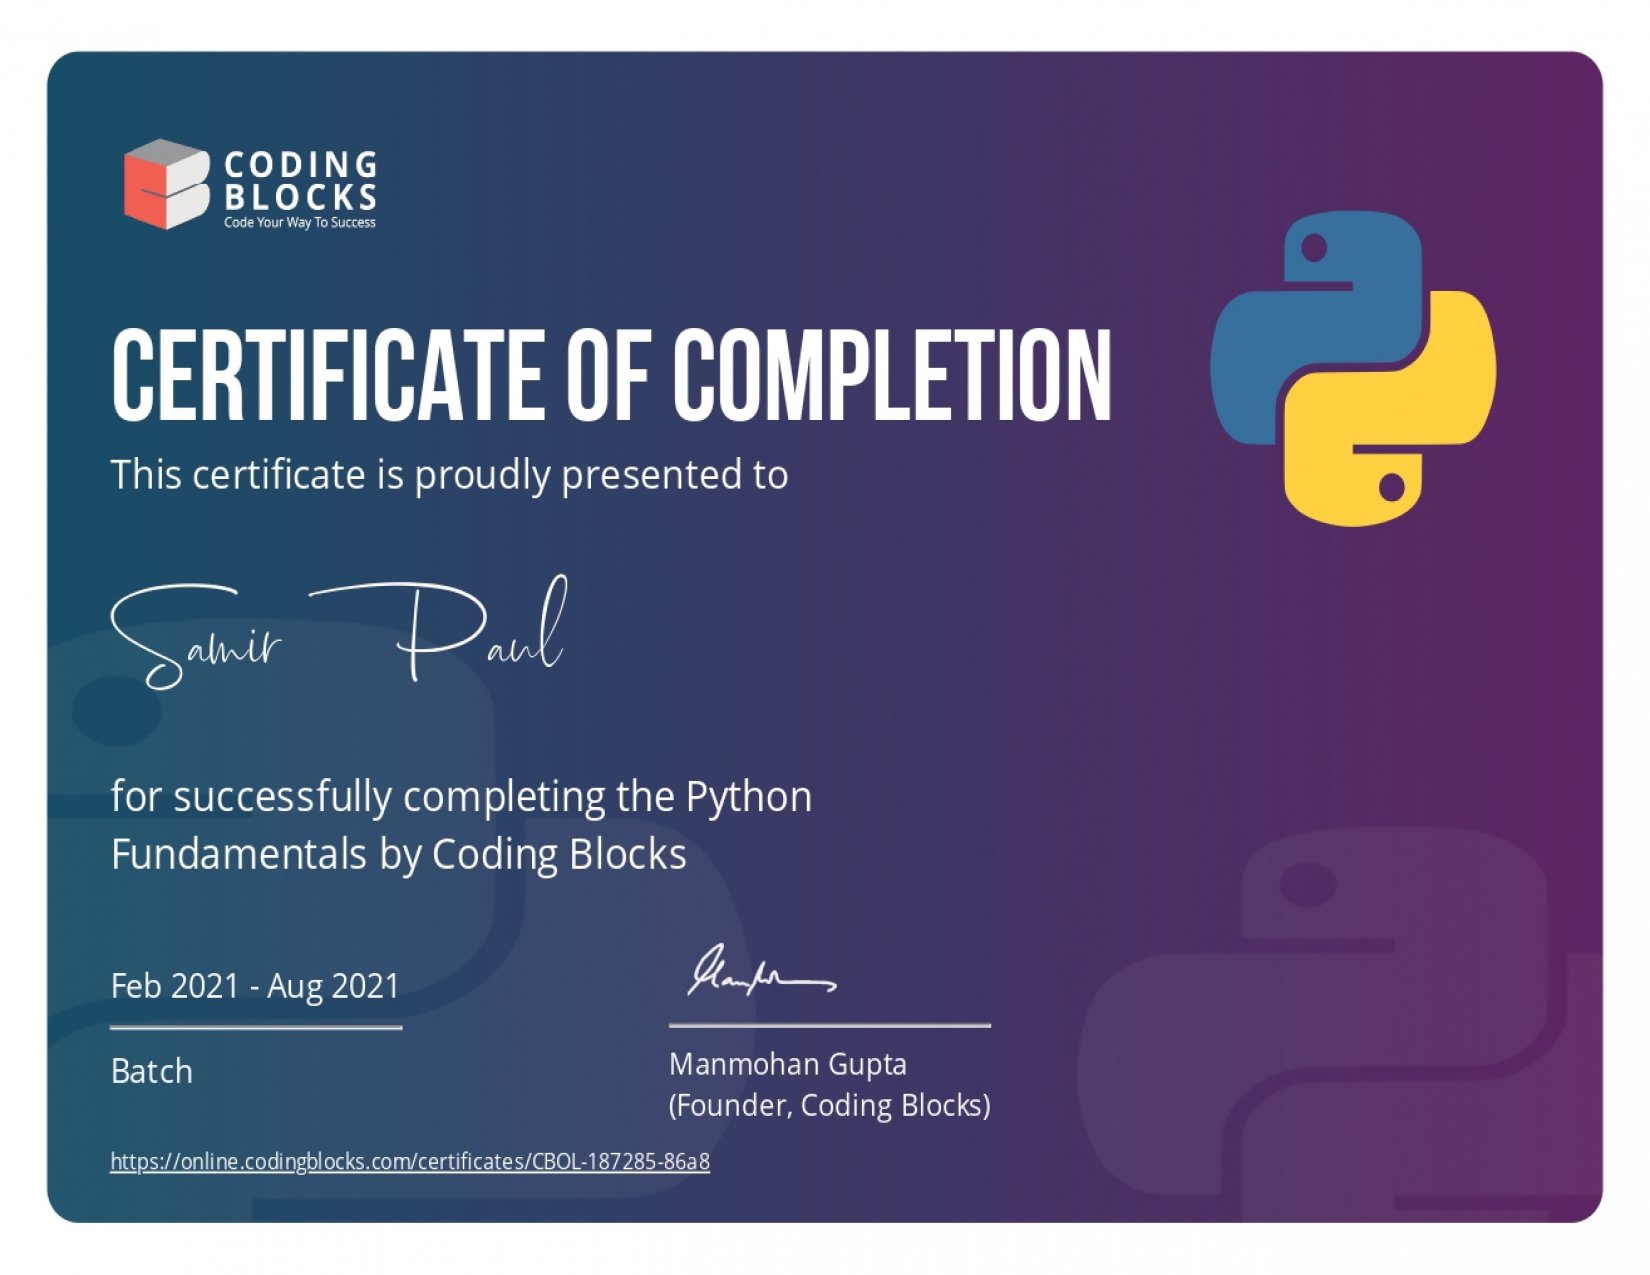 CODING
BLOCKS
Code Your Way To Success
CERTIFICATE OF COMPLETION
This certificate is proudly presented to
Samir Paul
for successfully completing the Python
Fundamentals by Coding Blocks
Feb 2021 - Aug 2021
Batch
Manmohan Gupta
(Founder, Coding Blocks)
https://online.codingblocks.com/certificates/CBOL-187285-86a8